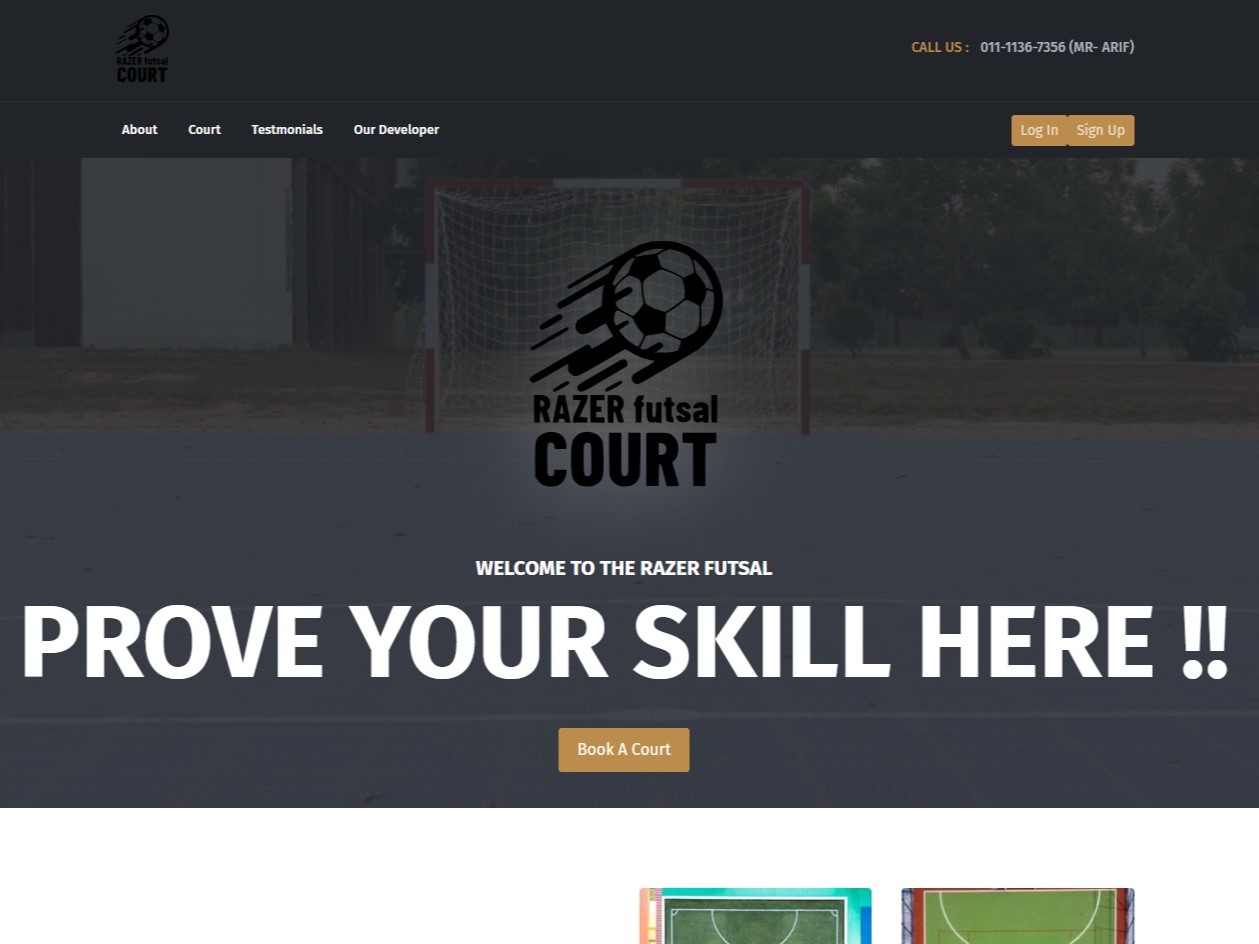 RAZER futsal
COURT
CALL US : 011-1136-7356 (MR- ARIF)
About
Court
Testmonials
Our Developer
Log In
Sign Up
RAZER futsal
COURT
WELCOME TO THE RAZER FUTSAL
PROVE YOUR SKILL HERE !!
Book A Court